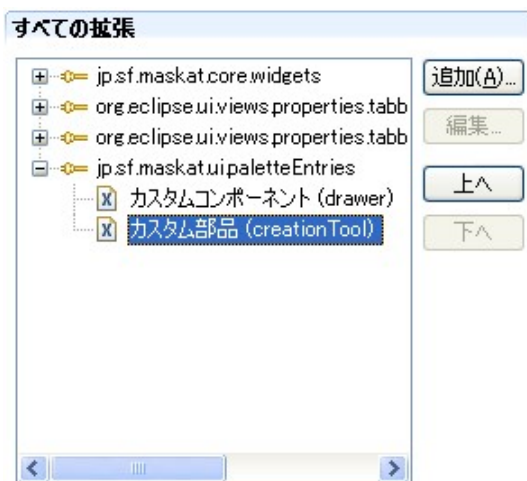 すべての拡張
jp.sf.maskat.core.widgets
追加(A)...
org.eclipse.ui.views.properties.tabb
編集...
org.eclipse.ui.views.properties.tabb
jp.sf.maskat.ui.paletteEntries
上へ
カスタムコンポーネント (drawer)
カスタム部品 (creationTool)
下へ